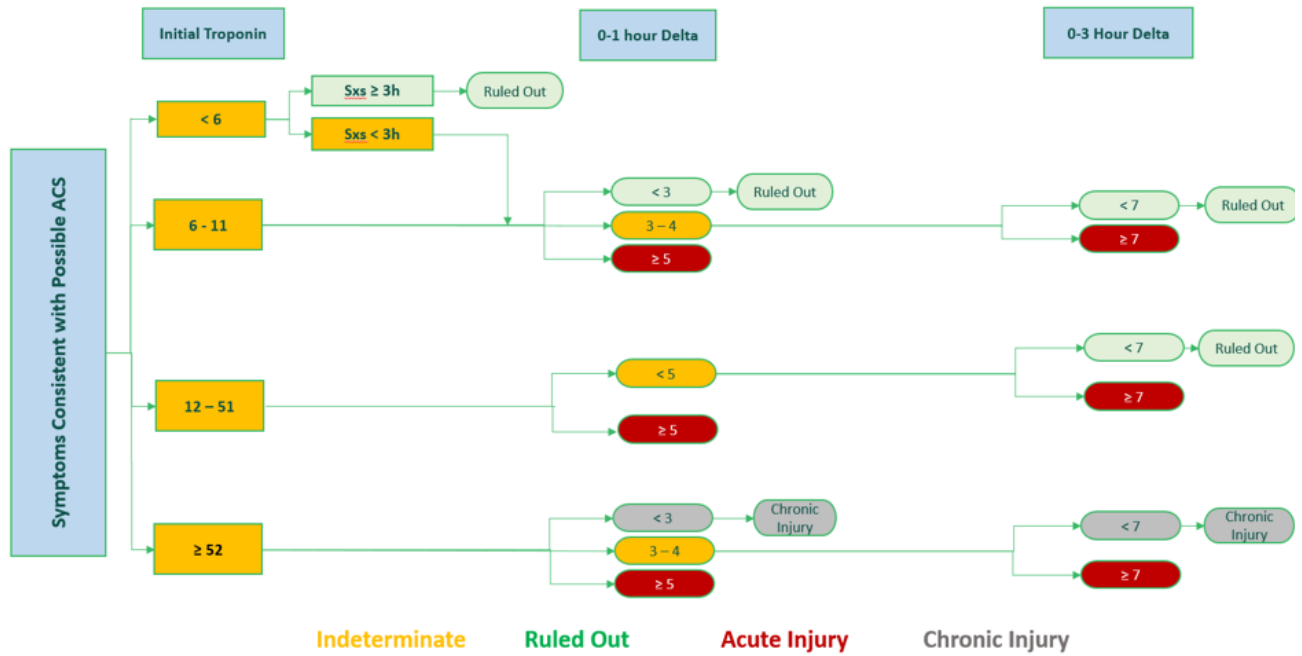 Initial Troponin
0-1 hour Delta
0-3 Hour Delta
Symptoms Consistent with Possible ACS
< 6
Sxs ≥ 3h
Ruled Out
Sxs < 3h
6 - 11
< 3
Ruled Out
3 – 4
≥ 5
< 7
Ruled Out
≥ 7
12 – 51
< 5
≥ 5
< 7
Ruled Out
≥ 7
≥ 52
< 3
Chronic
Injury
3 – 4
≥ 5
< 7
Chronic
Injury
≥ 7
Indeterminate
Ruled Out
Acute Injury
Chronic Injury